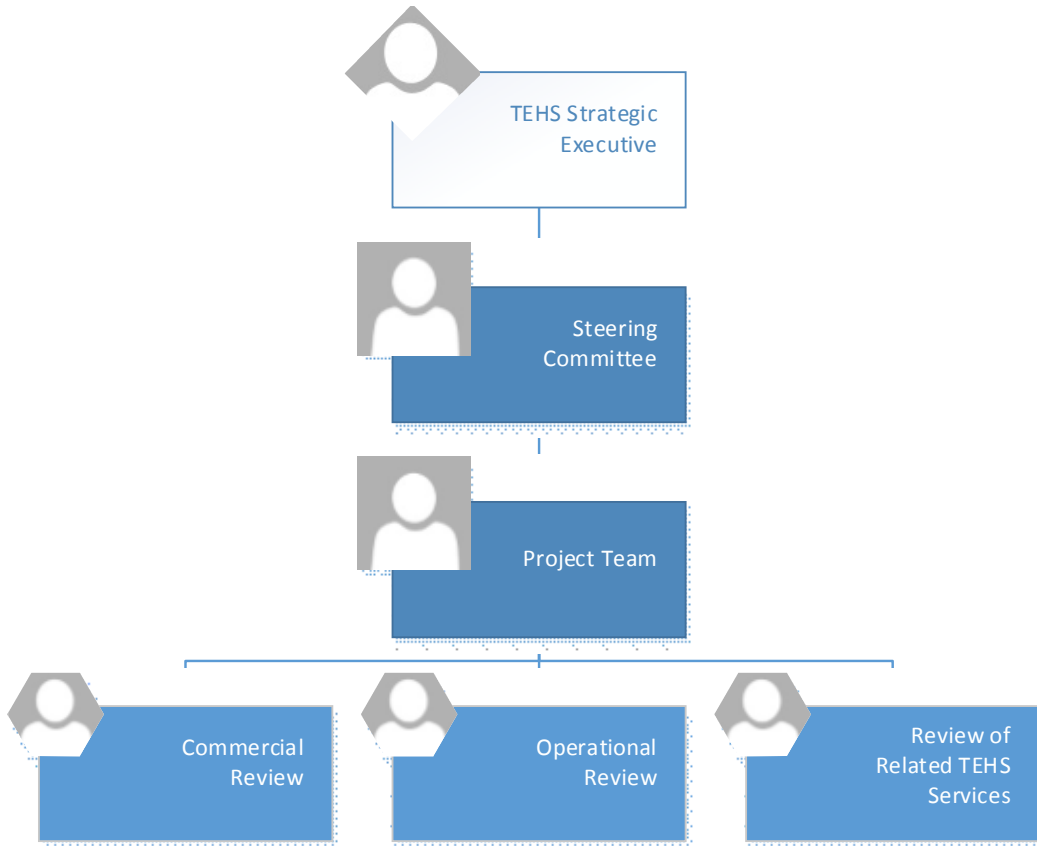 TEHS Strategic
Executive
Steering
Committee
Project Team
Commercial
Review
Operational
Review
Review of
Related TEHS
Services